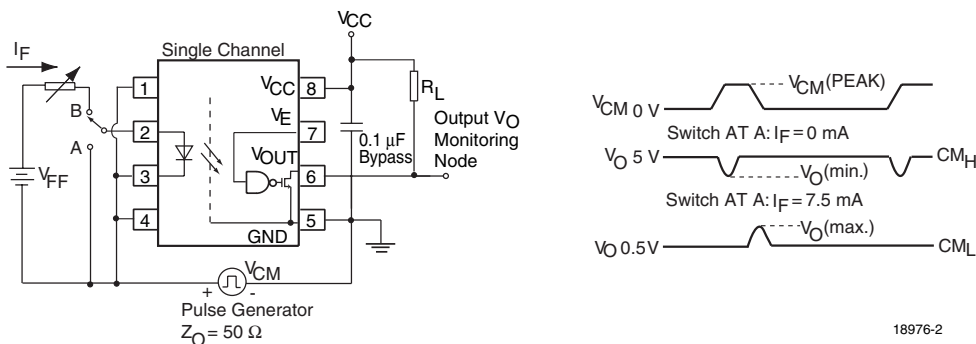 VCC
Single Channel
IF
1
VCC
8
RL
B
VE
2
7
Output VO
Monitoring
Node
0.1 µF
Bypass
A
VOUT
VFF
3
6
4
5
GND
VCM
+
-
Pulse Generator
ZO = 50 Ω
VCM (PEAK)
VCM 0 V
Switch AT A: IF = 0 mA
VO 5 V
CMH
VO (min.)
Switch AT A: IF = 7.5 mA
VO (max.)
VO 0.5 V
CML
18976-2